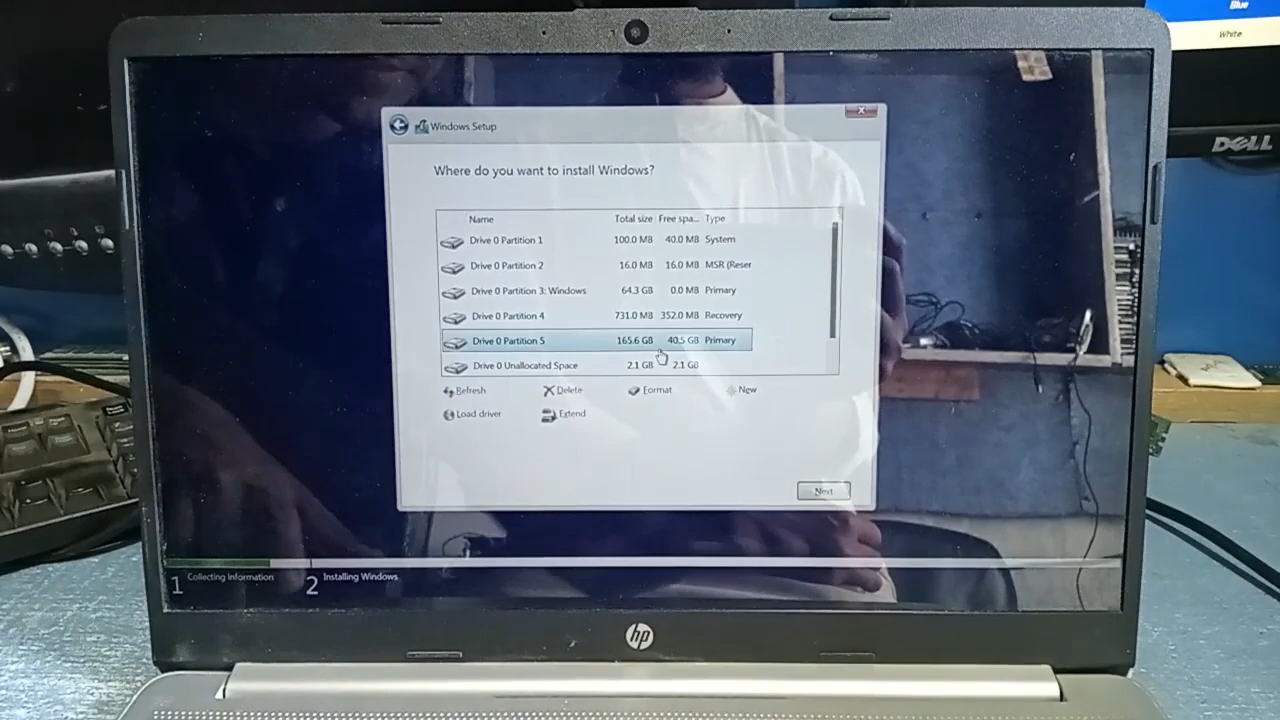 Blue
White
DELL
Windows Setup
Where do you want to install Windows?
Name Total size Free spa... Type
Drive 0 Partition 1 100.0 MB 40.0 MB System
Drive 0 Partition 2 16.0 MB 16.0 MB MSR (Reser
Drive 0 Partition 3: Windows 64.3 GB 0.0 MB Primary
Drive 0 Partition 4 731.0 MB 352.0 MB Recovery
Drive 0 Partition 5 165.6 GB 40.5 GB Primary
Drive 0 Unallocated Space 2.1 GB 2.1 GB
Refresh Delete Format New
Load driver Extend
Next
1 Collecting information 2 Installing Windows
hp